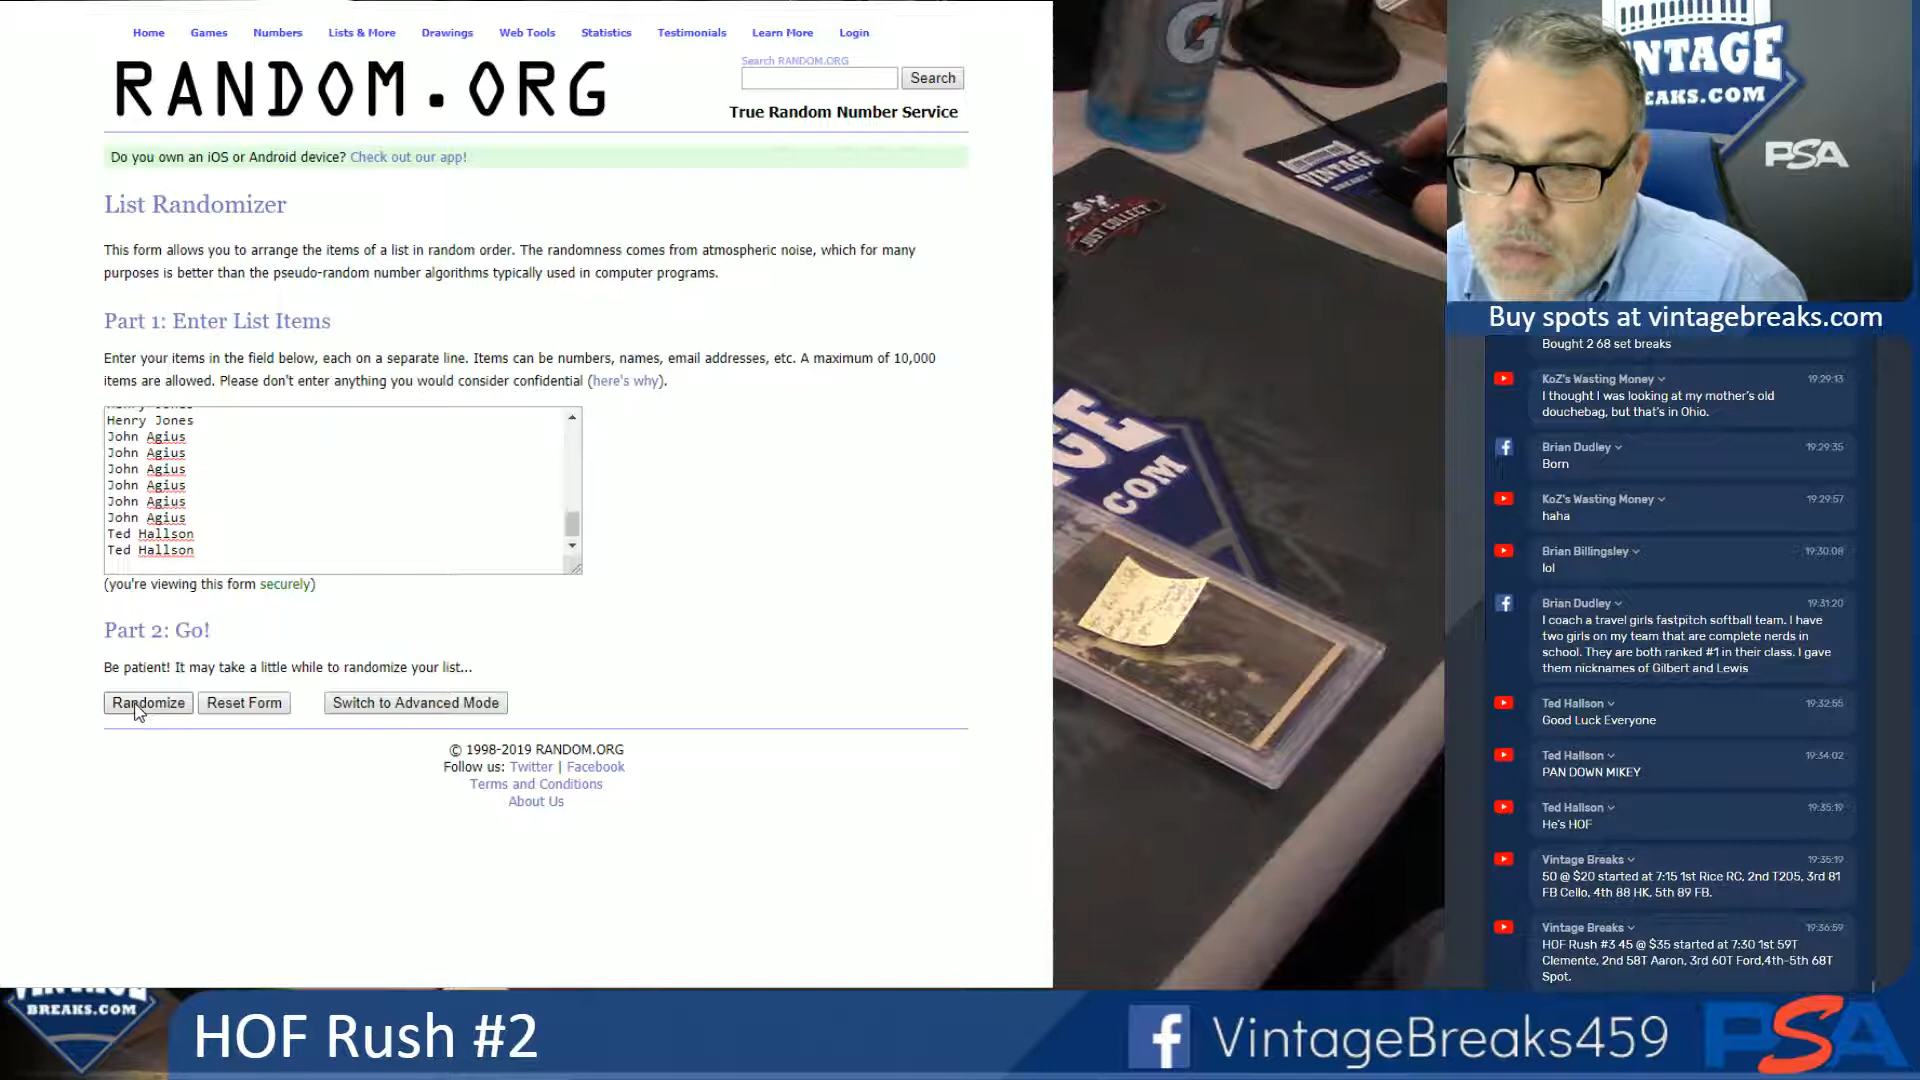 Home Games Numbers Lists & More Drawings Web Tools Statistics Testimonials Learn More Login
RANDOM.ORG
Search RANDOM.ORG
Search
True Random Number Service
Do you own an iOS or Android device? Check out our app!
List Randomizer
This form allows you to arrange the items of a list in random order. The randomness comes from atmospheric noise, which for many
purposes is better than the pseudo-random number algorithms typically used in computer programs.
Part 1: Enter List Items
Enter your items in the field below, each on a separate line. Items can be numbers, names, email addresses, etc. A maximum of 10,000
items are allowed. Please don't enter anything you would consider confidential (here's why).
Henry Jones
Henry Jones
John Agius
John Agius
John Agius
John Agius
John Agius
John Agius
Ted Hallson
Ted Hallson
(you're viewing this form securely)
Part 2: Go!
Be patient! It may take a little while to randomize your list...
Randomize Reset Form Switch to Advanced Mode
© 1998-2019 RANDOM.ORG
Follow us: Twitter | Facebook
Terms and Conditions
About Us
G
VINTAGE
JUST COLLECT
COM
NTAGE
EAKS.COM
PSA
Buy spots at vintagebreaks.com
Bought 2 68 set breaks
KoZ's Wasting Money 19:29:13
I thought I was looking at my mother's old
douchebag, but that's in Ohio.
Brian Dudley 19:29:35
Born
KoZ's Wasting Money 19:29:57
haha
Brian Billingsley 19:30:08
lol
Brian Dudley 19:31:20
I coach a travel girls fastpitch softball team. I have
two girls on my team that are complete nerds in
school. They are both ranked #1 in their class. I gave
them nicknames of Gilbert and Lewis
Ted Hallson 19:32:55
Good Luck Everyone
Ted Hallson 19:34:02
PAN DOWN MIKEY
Ted Hallson 19:35:19
He's HOF
Vintage Breaks 19:35:19
50 @ $20 started at 7:15 1st Rice RC, 2nd T205, 3rd 81
FB Cello, 4th 88 HK, 5th 89 FB.
Vintage Breaks 19:36:59
HOF Rush #3 45 @ $35 started at 7:30 1st 59T
Clemente, 2nd 58T Aaron, 3rd 60T Ford,4th-5th 68T
Spot.
BREAKS.COM
HOF Rush #2
f VintageBreaks459
PSA